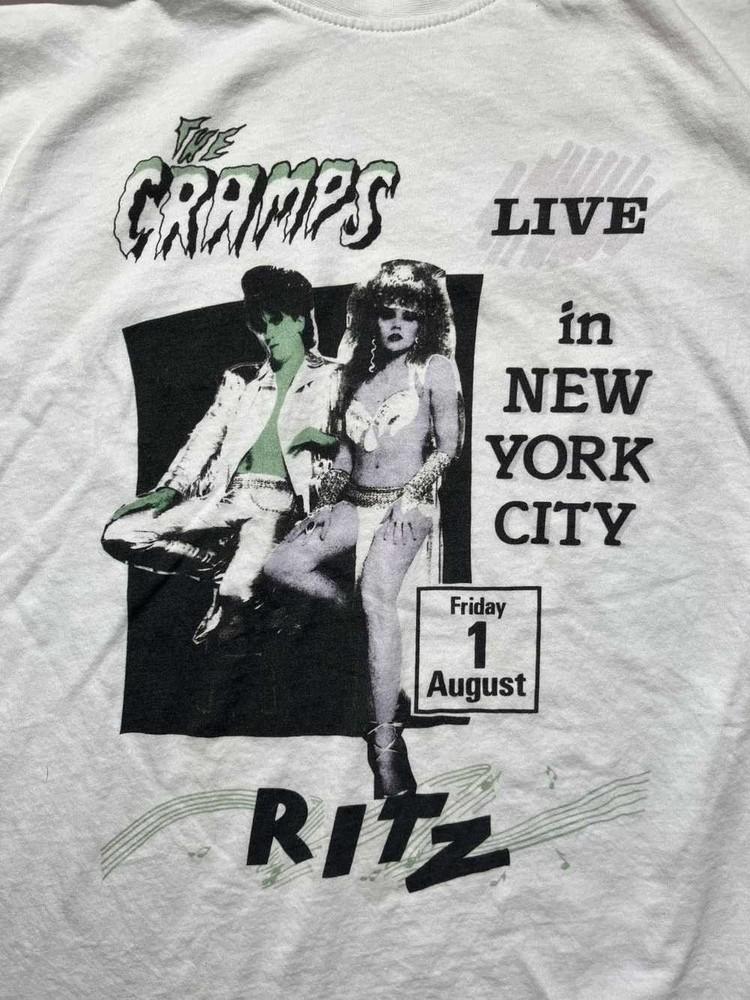 THE
CRAMPS
LIVE
in
NEW
YORK
CITY
Friday
1
August
RITZ